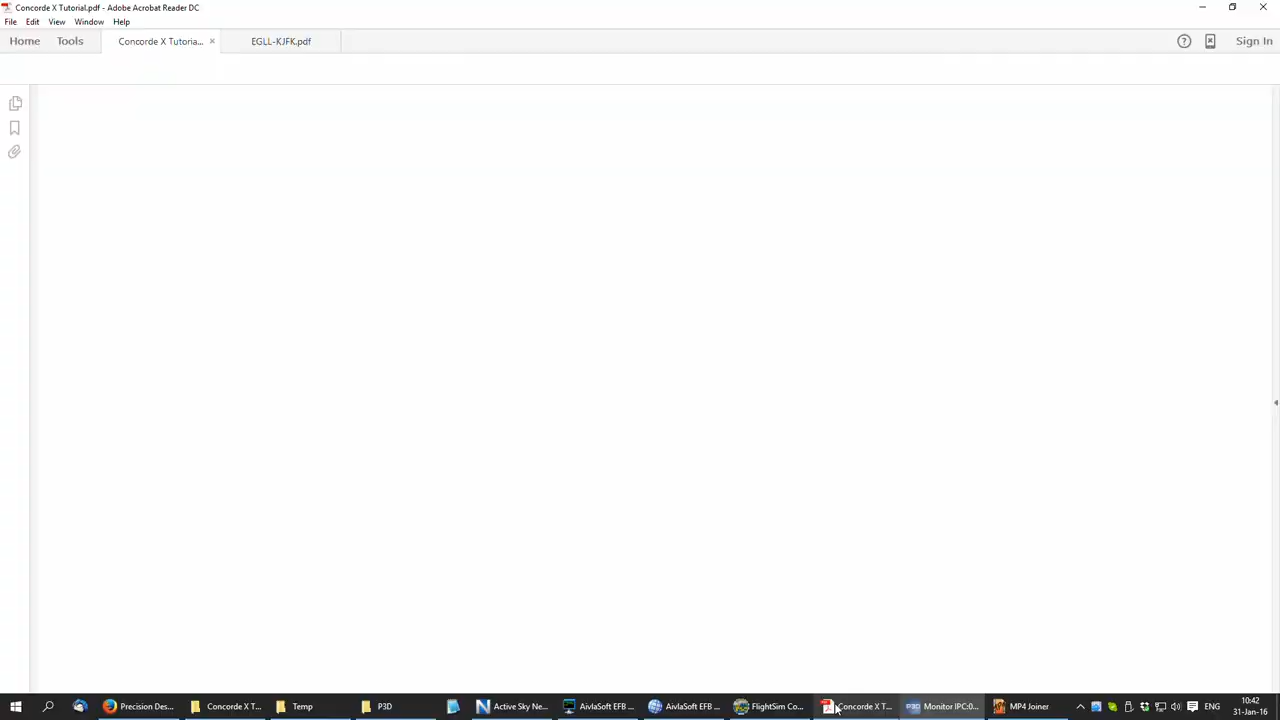 Concorde X Tutorial.pdf - Adobe Acrobat Reader DC
File Edit View Window Help
Home Tools Concorde X Tutoria... × EGLL-KJFK.pdf Sign In
Precision Des... Concorde X T... Temp P3D Active Sky Ne... AivlaSoft EFB ... AivlaSoft EFB ... FlightSim Co... Concorde X T... P3D Monitor IPC:0... MP4 Joiner ENG 10:42
31-Jan-16